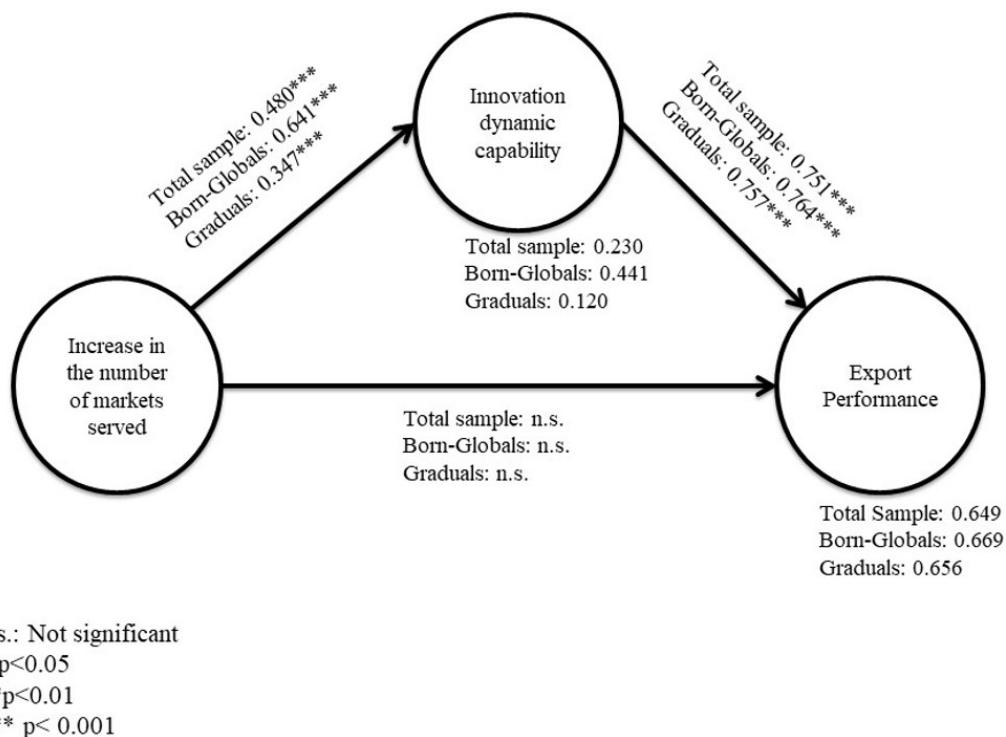 Total sample: 0.480***
Born-Globals: 0.641***
Graduals: 0.347***
Innovation
dynamic
capability
Total sample: 0.751***
Born-Globals: 0.764***
Graduals: 0.757***
Total sample: 0.230
Born-Globals: 0.441
Graduals: 0.120
Increase in
the number
of markets
served
Export
Performance
Total sample: n.s.
Born-Globals: n.s.
Graduals: n.s.
Total Sample: 0.649
Born-Globals: 0.669
Graduals: 0.656
s.: Not significant
p<0.05
*p<0.01
** p< 0.001